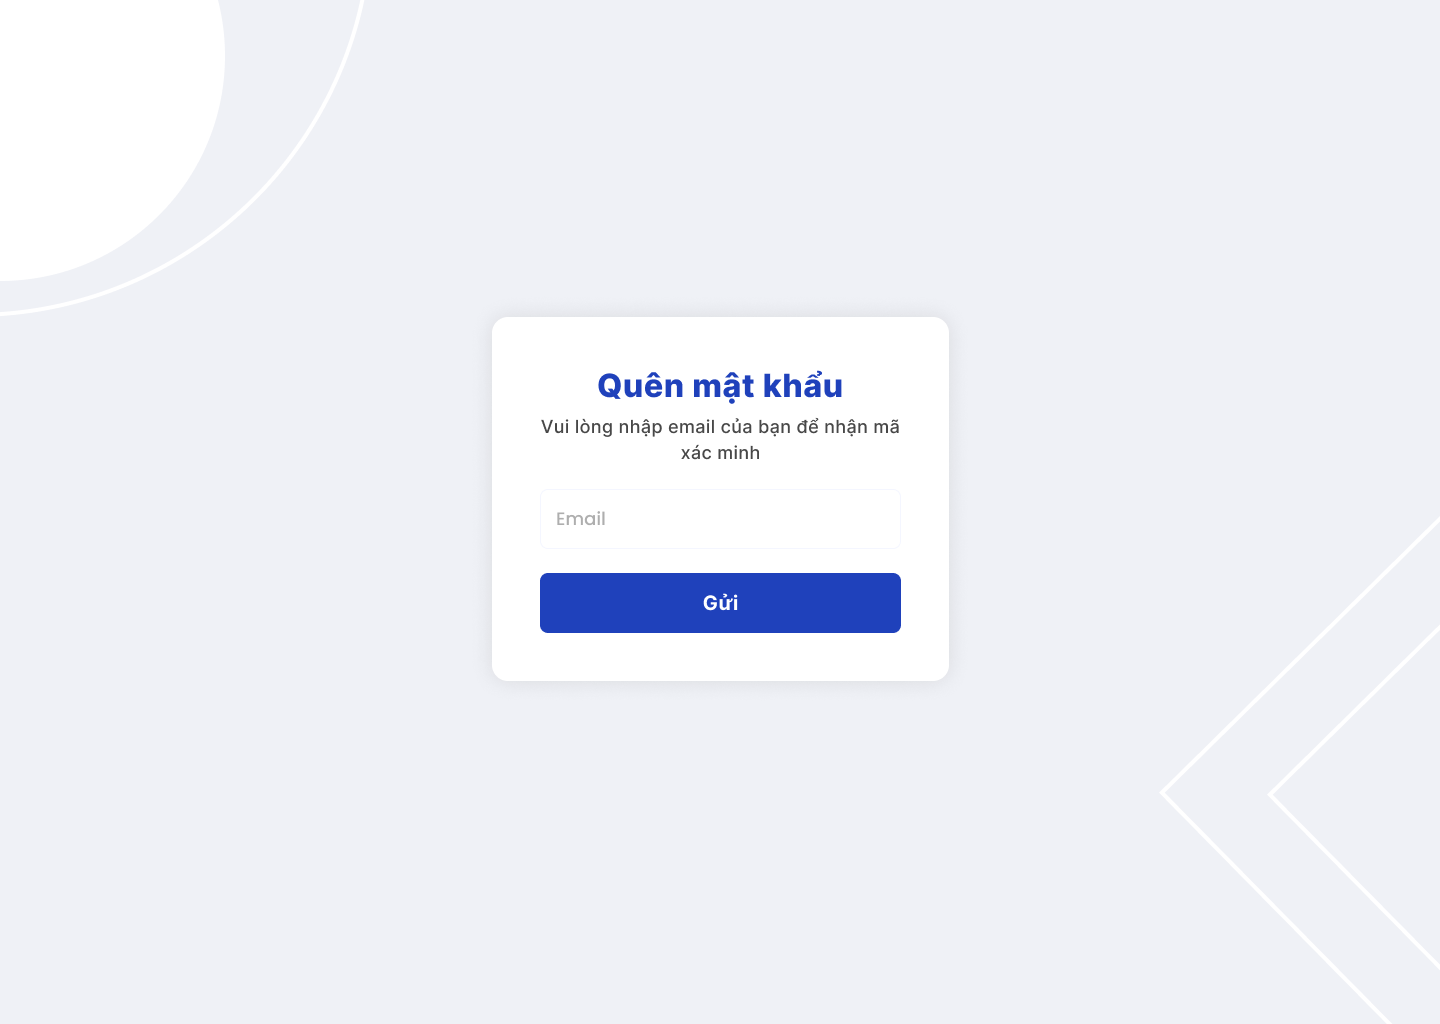 Quên mật khẩu
Vui lòng nhập email của bạn để nhận mã
xác minh
Email
Gửi